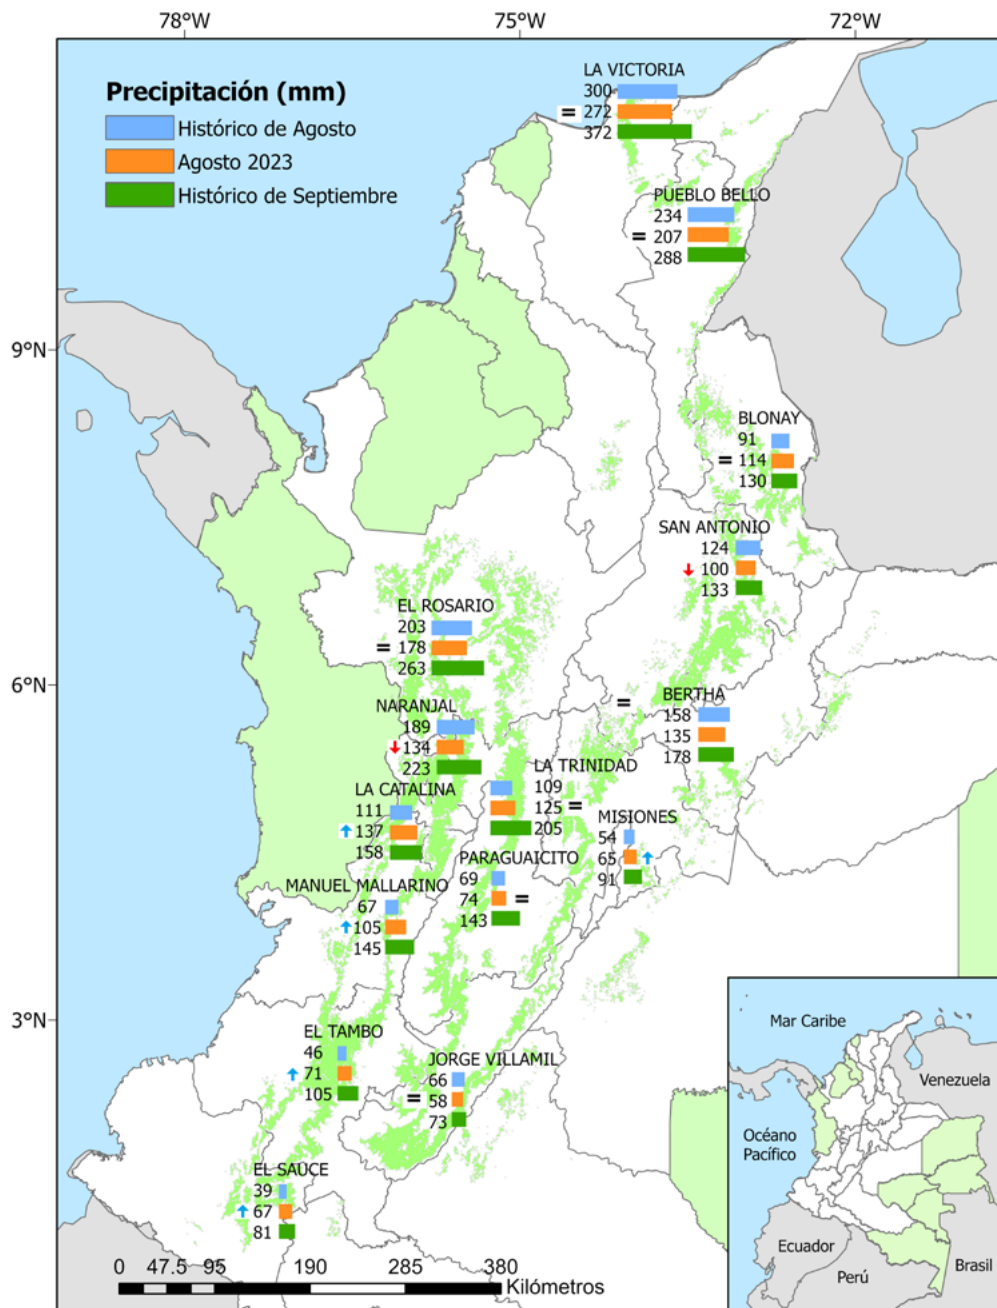 78°W 75°W 72°W
Precipitación (mm)
Histórico de Agosto
Agosto 2023
Histórico de Septiembre
LA VICTORIA
300
= 272
372
PUEBLO BELLO
234
= 207
288
9°N
BLONAY
91
= 114
130
SAN ANTONIO
124
↓ 100
133
EL ROSARIO
203
= 178
263
6°N
BERTHA
158
= 135
178
NARANJAL
189
↓ 134
223
LA TRINIDAD
109
125 =
205
LA CATALINA
111
↑ 137
158
MISIONES
54
65 ↑
91
PARAGUAICITO
69
74 =
143
MANUEL MALLARINO
67
↑ 105
145
3°N
EL TAMBO
46
↑ 71
105
JORGE VILLAMIL
66
= 58
73
EL SAUCE
39
↑ 67
81
0 47.5 95 190 285 380
Kilómetros
Mar Caribe
Venezuela
Océano
Pacífico
Ecuador
Perú
Brasil